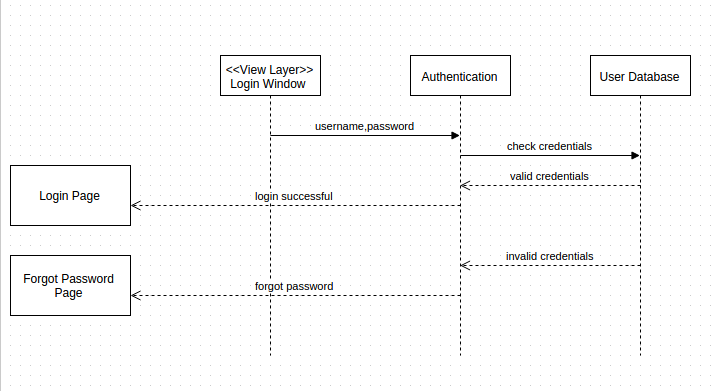 <<View Layer>>
Login Window
Authentication
User Database
username,password
check credentials
valid credentials
Login Page
login successful
invalid credentials
Forgot Password
Page
forgot password